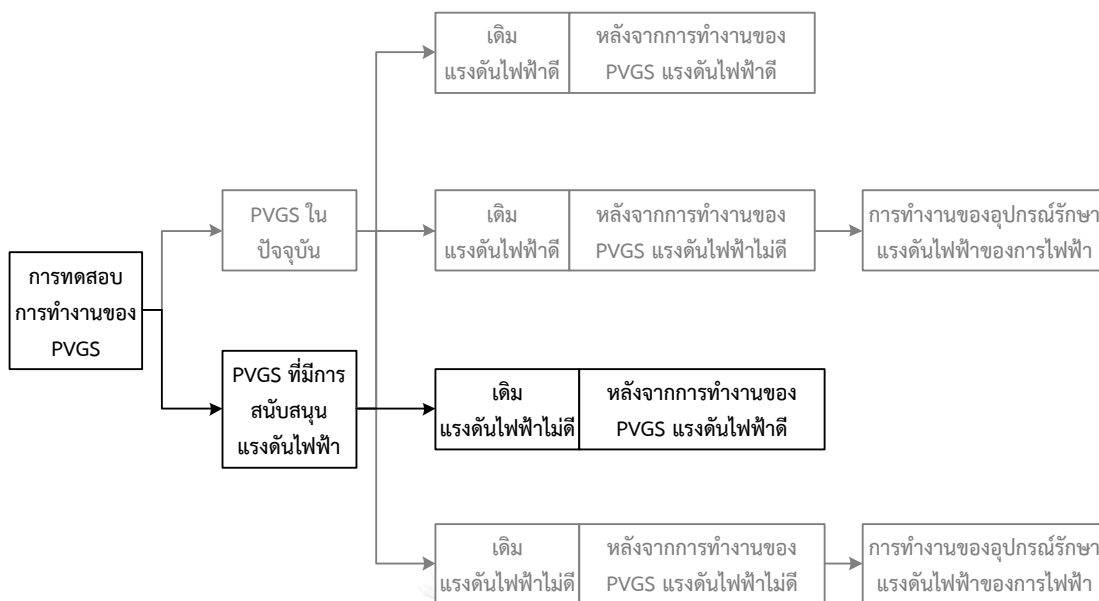 เดิม
แรงดันไฟฟ้าดี
หลังจากการทำงานของ
PVGS แรงดันไฟฟ้าดี
PVGS ใน
ปัจจุบัน
เดิม
แรงดันไฟฟ้าดี
หลังจากการทำงานของ
PVGS แรงดันไฟฟ้าไม่ดี
การทำงานของอุปกรณ์รักษา
แรงดันไฟฟ้าของการไฟฟ้า
การทดสอบ
การทำงานของ
PVGS
PVGS ที่มีการ
สนับสนุน
แรงดันไฟฟ้า
เดิม
แรงดันไฟฟ้าไม่ดี
หลังจากการทำงานของ
PVGS แรงดันไฟฟ้าดี
เดิม
แรงดันไฟฟ้าไม่ดี
หลังจากการทำงานของ
PVGS แรงดันไฟฟ้าไม่ดี
การทำงานของอุปกรณ์รักษา
แรงดันไฟฟ้าของการไฟฟ้า